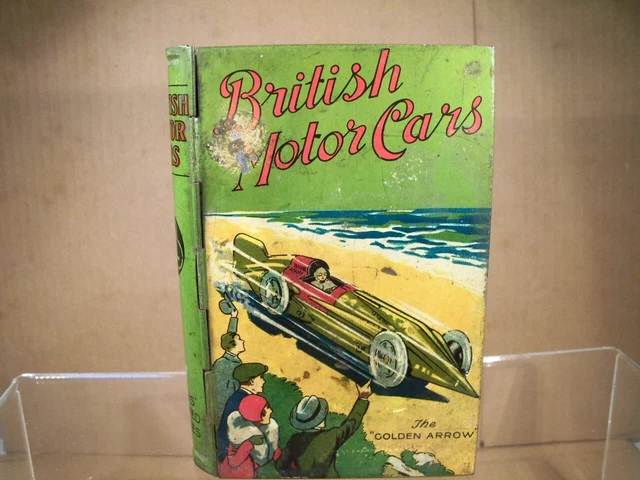 British
Motor Cars
The
"GOLDEN ARROW"